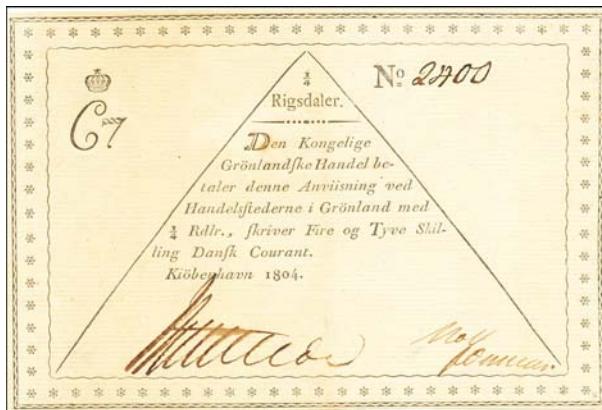 C7
¼
Rigsdaler.
No. 2400
Den Kongelige
Grönlandſke Handel be-
taler denne Anviisning ved
Handelsſtederne i Grönland med
¼ Rdlr., ſkriver Fire og Tyve Skil-
ling Danſk Courant.
Kiöbenhavn 1804.